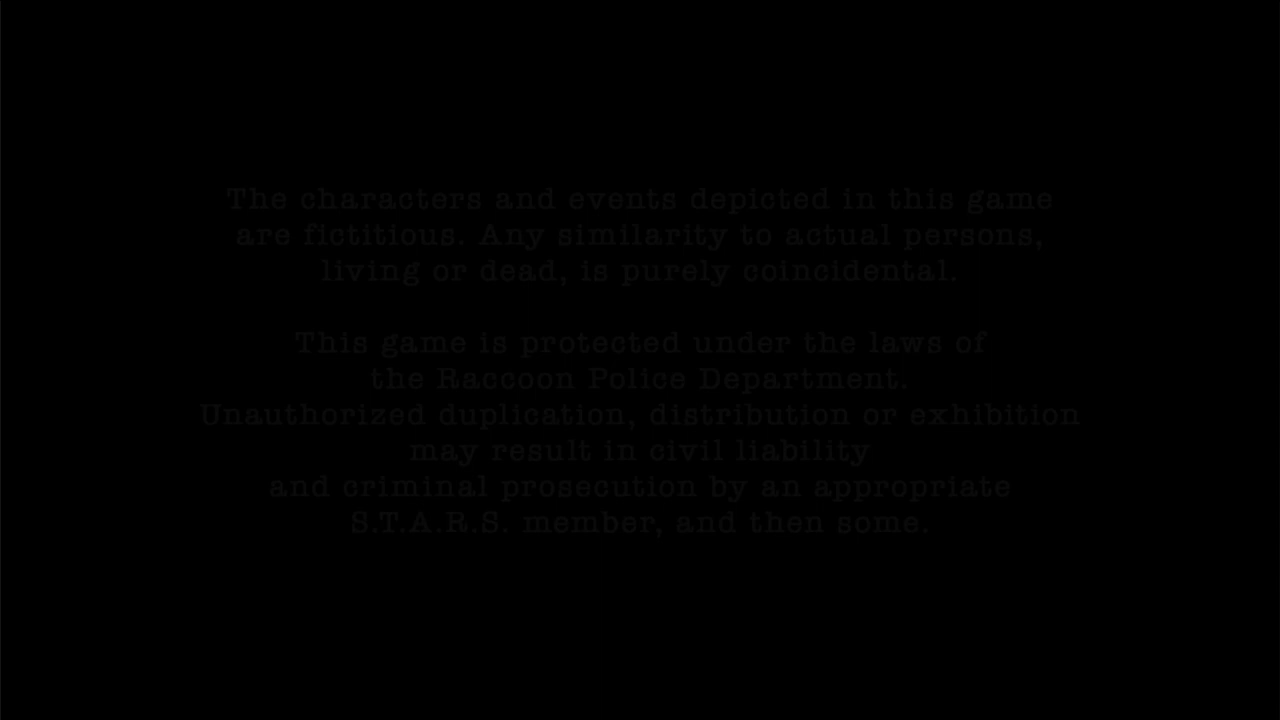 The characters and events depicted in this game
are fictitious. Any similarity to actual persons,
living or dead, is purely coincidental.
This game is protected under the laws of
the Raccoon Police Department.
Unauthorized duplication, distribution or exhibition
may result in civil liability
and criminal prosecution by an appropriate
S.T.A.R.S. member, and then some.